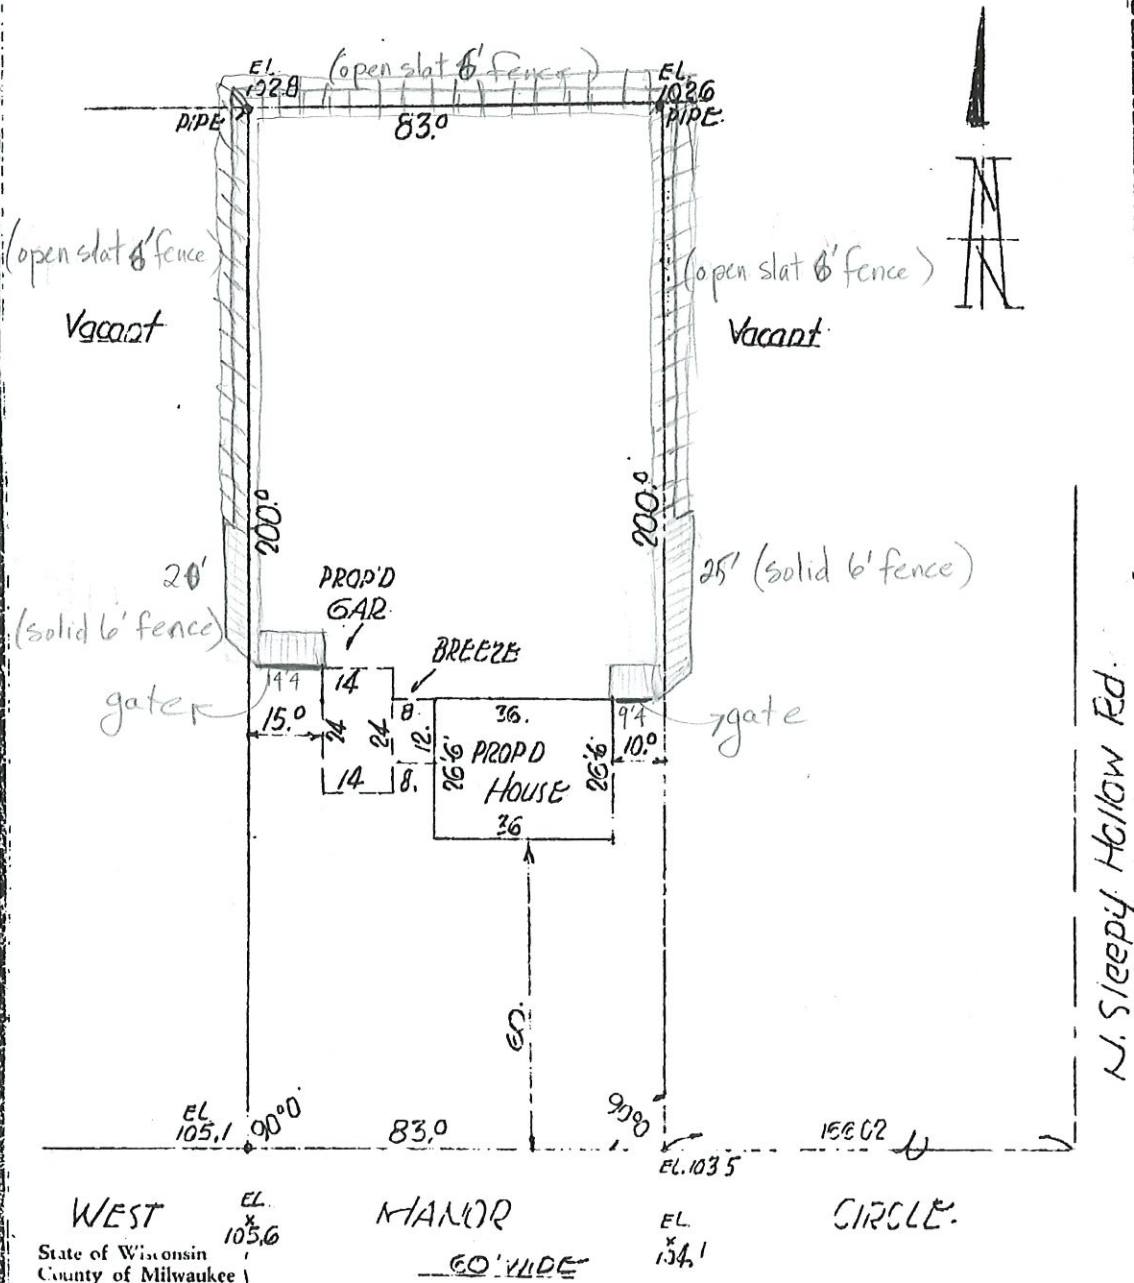 (open slat 6' fence)
EL.
102.8
EL.
102.6
PIPE
83.0
PIPE.
N
(open slat 6' fence)
(open slat 6' fence)
Vacant
Vacant
200.0
200.0
20'
(solid 6' fence)
25' (solid 6' fence)
PROP'D
GAR.
BREEZE
gate
14'4
14
8.
36.
9'4
gate
15.0
24
24
12.
26'6"
PROP'D
HOUSE
26'6"
10.0
14
8.
36
60.
N. Sleepy Hollow Rd.
EL.
105.1
90°0'
83.0
EL. 103.5
WEST MANOR CIRCLE.
EL.
x
105.6
EL.
x
60' WIDE
State of Wisconsin
County of Milwaukee